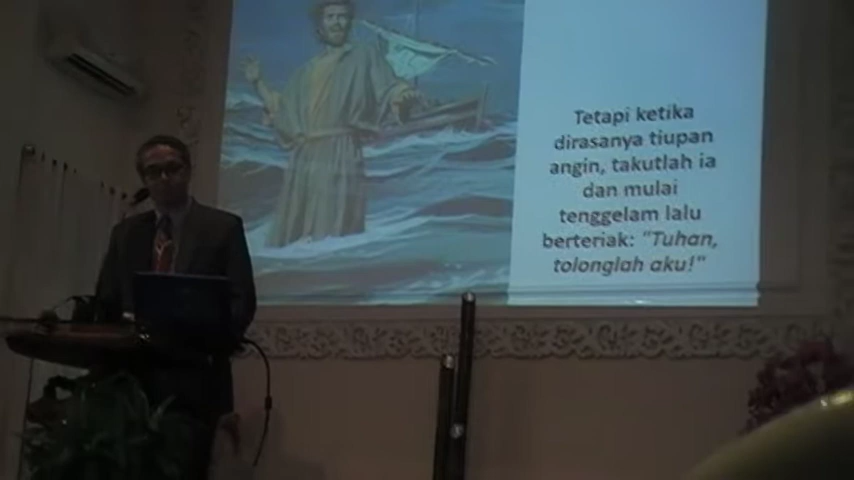 Tetapi ketika
dirasanya tiupan
angin, takutlah ia
dan mulai
tenggelam lalu
berteriak: "Tuhan,
tolonglah aku!"